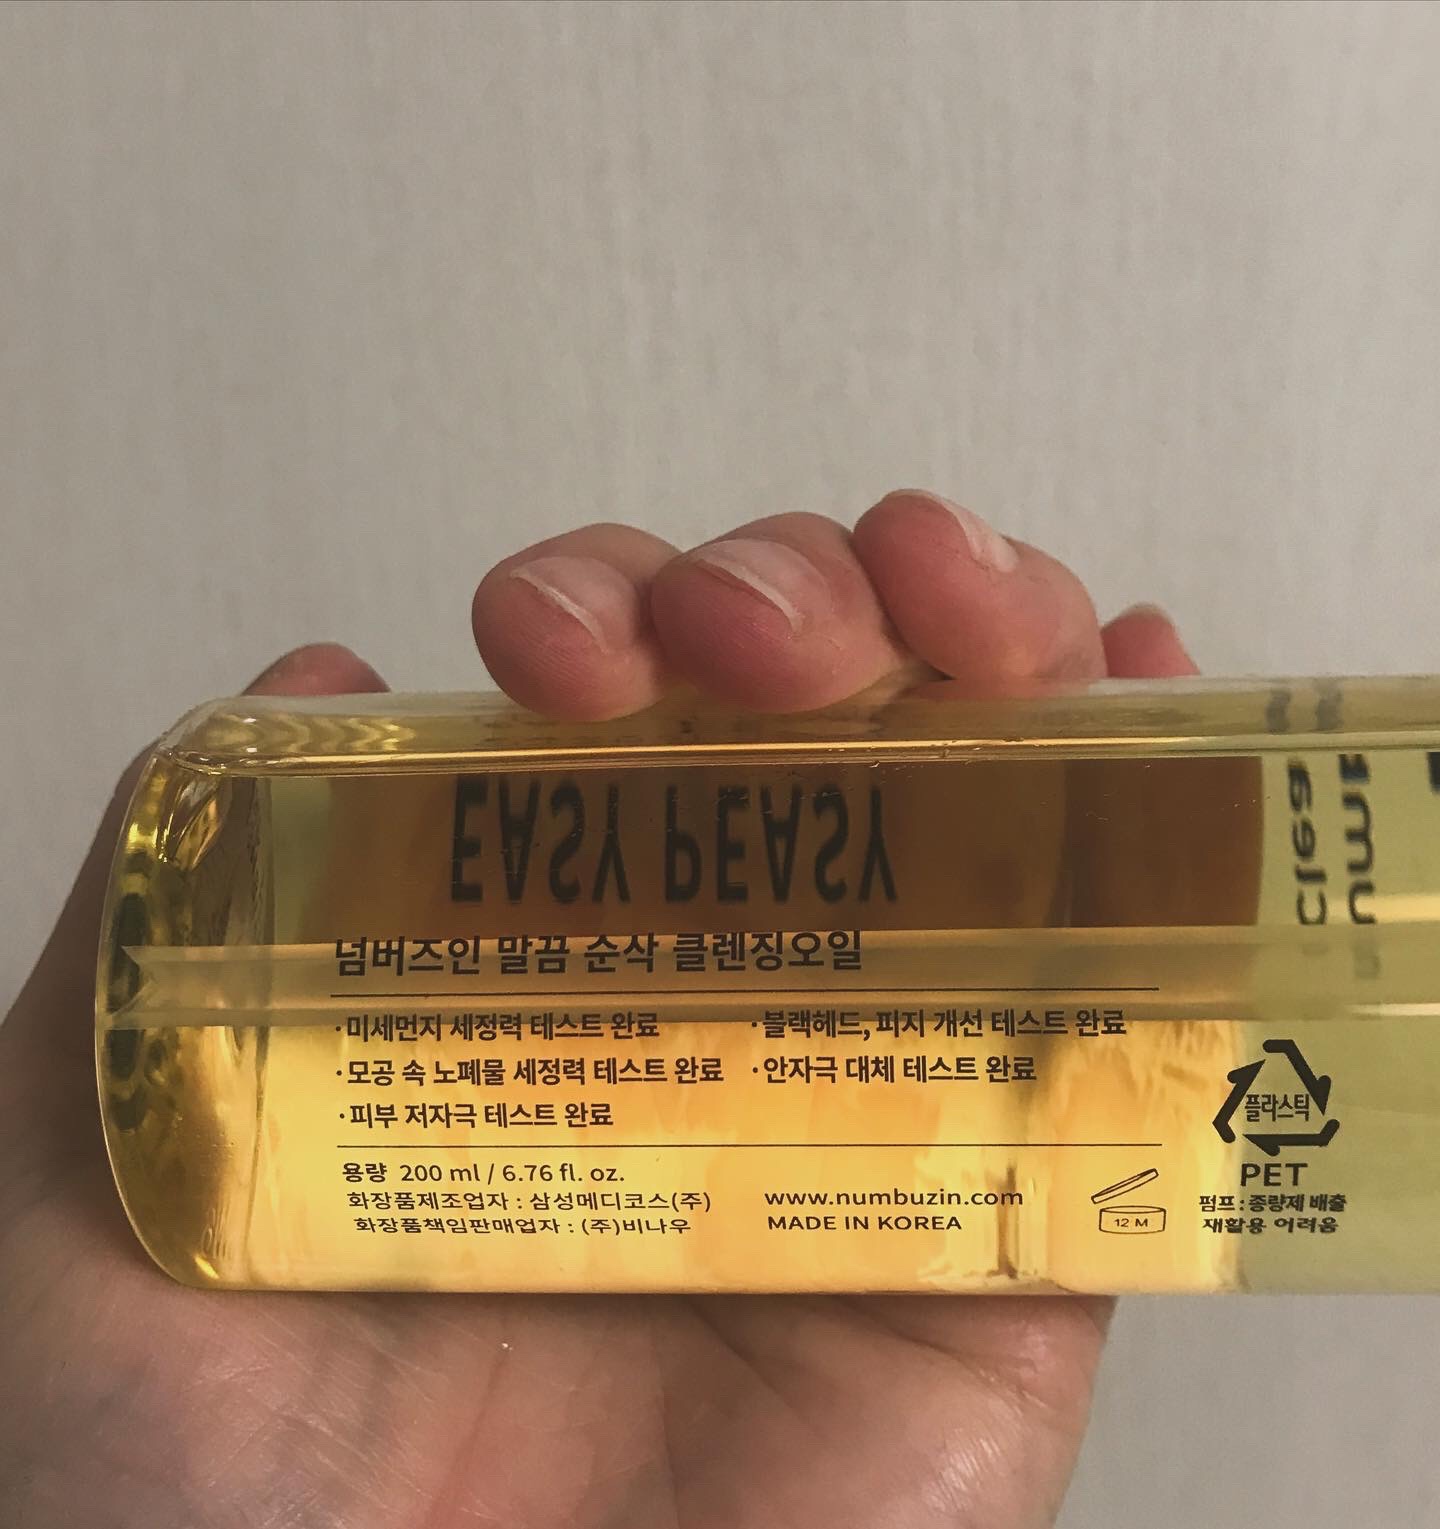 EASY PEASY
넘버즈인 말끔 순삭 클렌징오일
·미세먼지 세정력 테스트 완료
·블랙헤드, 피지 개선 테스트 완료
·모공 속 노폐물 세정력 테스트 완료
·안자극 대체 테스트 완료
·피부 저자극 테스트 완료
용량 200 ml / 6.76 fl. oz.
화장품제조업자 : 삼성메디코스(주)
화장품책임판매업자 : (주)비나우
www.numbuzin.com
MADE IN KOREA
12 M
플라스틱
PET
펌프 : 종량제 배출
재활용 어려움